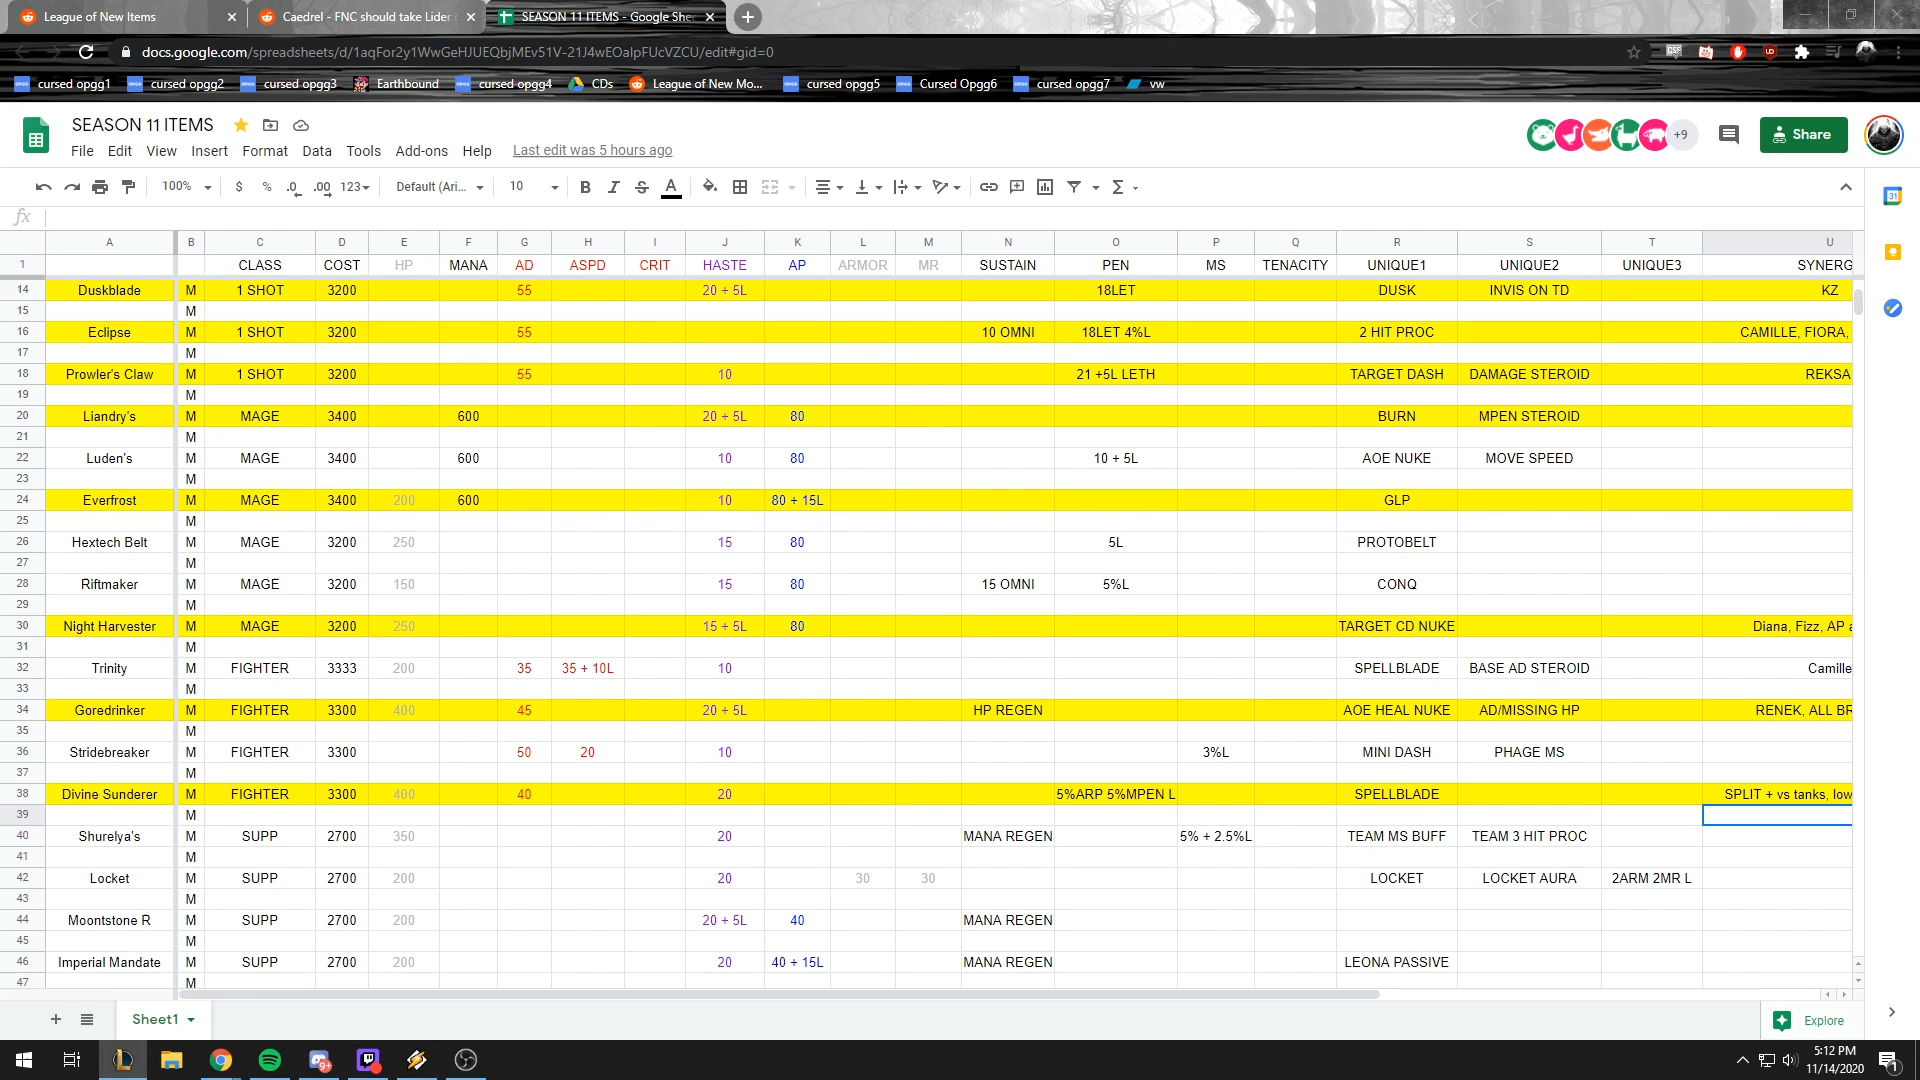 League of New Items
Caedrel - FNC should take Lider
SEASON 11 ITEMS - Google She
docs.google.com/spreadsheets/d/1aqFor2y1WwGeHJUEQbjMEv51V-21J4wEOalpFUcVZCU/edit#gid=0
cursed opgg1 cursed opgg2 cursed opgg3 Earthbound cursed opgg4 CDs League of New Mo... cursed opgg5 Cursed Opgg6 cursed opgg7 vw
SEASON 11 ITEMS
+9
Share
File Edit View Insert Format Data Tools Add-ons Help Last edit was 5 hours ago
100% $ % .0 .00 123 Default (Ari... 10 B I S A
fx
A B C D E F G H I J K L M N O P Q R S T U
1 CLASS COST HP MANA AD ASPD CRIT HASTE AP ARMOR MR SUSTAIN PEN MS TENACITY UNIQUE1 UNIQUE2 UNIQUE3 SYNERG
14 Duskblade M 1 SHOT 3200 55 20 + 5L 18LET DUSK INVIS ON TD KZ
15 M
16 Eclipse M 1 SHOT 3200 55 10 OMNI 18LET 4%L 2 HIT PROC CAMILLE, FIORA,
17 M
18 Prowler's Claw M 1 SHOT 3200 55 10 21 +5L LETH TARGET DASH DAMAGE STEROID REKSA
19 M
20 Liandry's M MAGE 3400 600 20 + 5L 80 BURN MPEN STEROID
21 M
22 Luden's M MAGE 3400 600 10 80 10 + 5L AOE NUKE MOVE SPEED
23 M
24 Everfrost M MAGE 3400 200 600 10 80 + 15L GLP
25 M
26 Hextech Belt M MAGE 3200 250 15 80 5L PROTOBELT
27 M
28 Riftmaker M MAGE 3200 150 15 80 15 OMNI 5%L CONQ
29 M
30 Night Harvester M MAGE 3200 250 15 + 5L 80 TARGET CD NUKE Diana, Fizz, AP a
31 M
32 Trinity M FIGHTER 3333 200 35 35 + 10L 10 SPELLBLADE BASE AD STEROID Camille
33 M
34 Goredrinker M FIGHTER 3300 400 45 20 + 5L HP REGEN AOE HEAL NUKE AD/MISSING HP RENEK, ALL BR
35 M
36 Stridebreaker M FIGHTER 3300 50 20 10 3%L MINI DASH PHAGE MS
37 M
38 Divine Sunderer M FIGHTER 3300 400 40 20 5%ARP 5%MPEN L SPELLBLADE SPLIT + vs tanks, low
39 M
40 Shurelya's M SUPP 2700 350 20 MANA REGEN 5% + 2.5%L TEAM MS BUFF TEAM 3 HIT PROC
41 M
42 Locket M SUPP 2700 200 20 30 30 LOCKET LOCKET AURA 2ARM 2MR L
43 M
44 Moontstone R M SUPP 2700 200 20 + 5L 40 MANA REGEN
45 M
46 Imperial Mandate M SUPP 2700 200 20 40 + 15L MANA REGEN LEONA PASSIVE
47 M
Sheet1
Explore
5:12 PM
11/14/2020